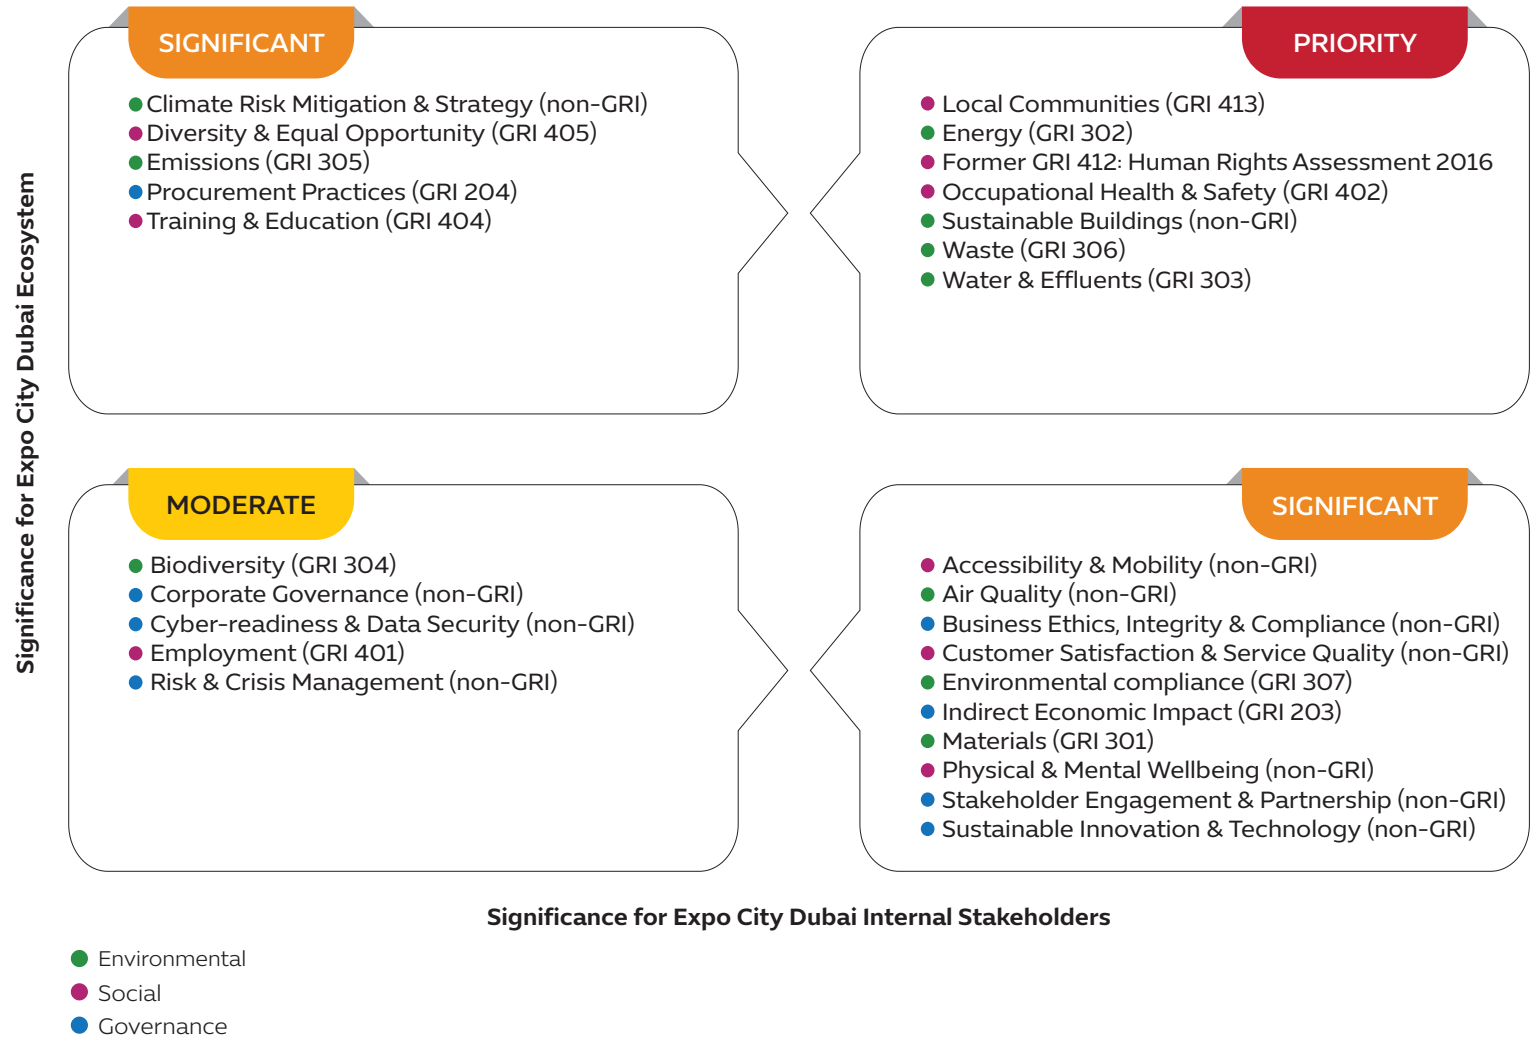 SIGNIFICANT
Climate Risk Mitigation & Strategy (non-GRI)
Diversity & Equal Opportunity (GRI 405)
Emissions (GRI 305)
Procurement Practices (GRI 204)
Training & Education (GRI 404)
PRIORITY
Local Communities (GRI 413)
Energy (GRI 302)
Former GRI 412: Human Rights Assessment 2016
Occupational Health & Safety (GRI 402)
Sustainable Buildings (non-GRI)
Waste (GRI 306)
Water & Effluents (GRI 303)
Significance for Expo City Dubai Ecosystem
MODERATE
Biodiversity (GRI 304)
Corporate Governance (non-GRI)
Cyber-readiness & Data Security (non-GRI)
Employment (GRI 401)
Risk & Crisis Management (non-GRI)
SIGNIFICANT
Accessibility & Mobility (non-GRI)
Air Quality (non-GRI)
Business Ethics, Integrity & Compliance (non-GRI)
Customer Satisfaction & Service Quality (non-GRI)
Environmental compliance (GRI 307)
Indirect Economic Impact (GRI 203)
Materials (GRI 301)
Physical & Mental Wellbeing (non-GRI)
Stakeholder Engagement & Partnership (non-GRI)
Sustainable Innovation & Technology (non-GRI)
Significance for Expo City Dubai Internal Stakeholders
Environmental
Social
Governance